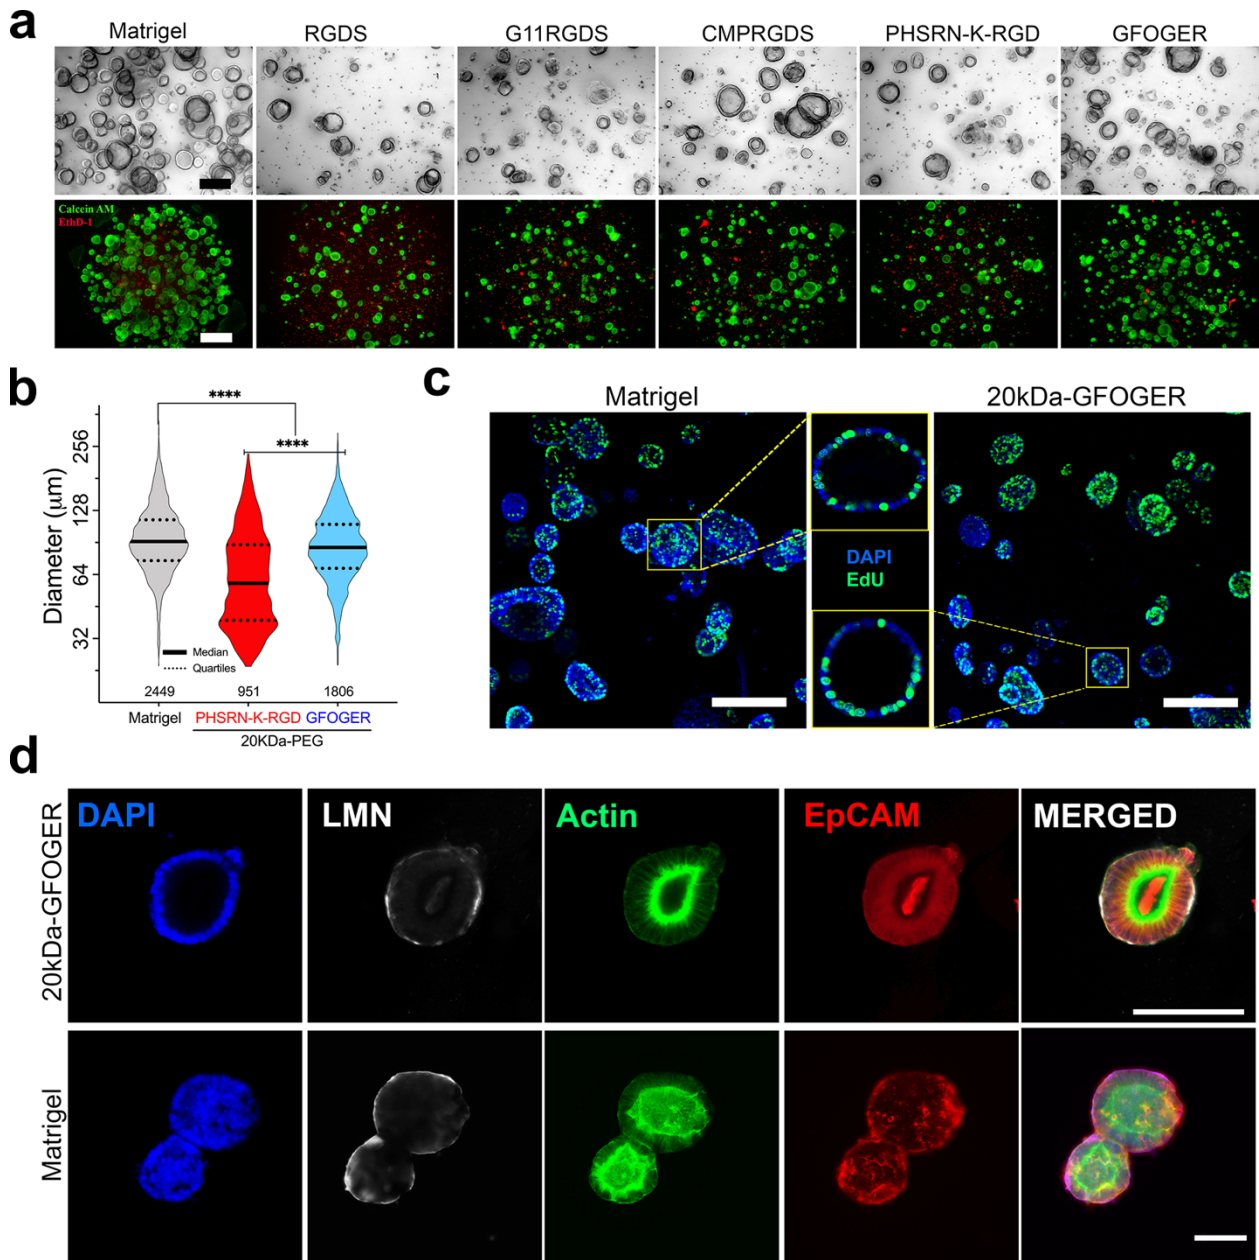 a
Matrigel
RGDS
G11RGDS
CMPRGDS
PHSRN-K-RGD
GFOGER
Calcein AM
EthD-1
b
****
****
Diameter (μm)
256
128
64
32
Median
Quartiles
2449
951
1806
Matrigel
PHSRN-K-RGD
GFOGER
20KDa-PEG
c
Matrigel
20kDa-GFOGER
DAPI
EdU
d
20kDa-GFOGER
DAPI
LMN
Actin
EpCAM
MERGED
Matrigel